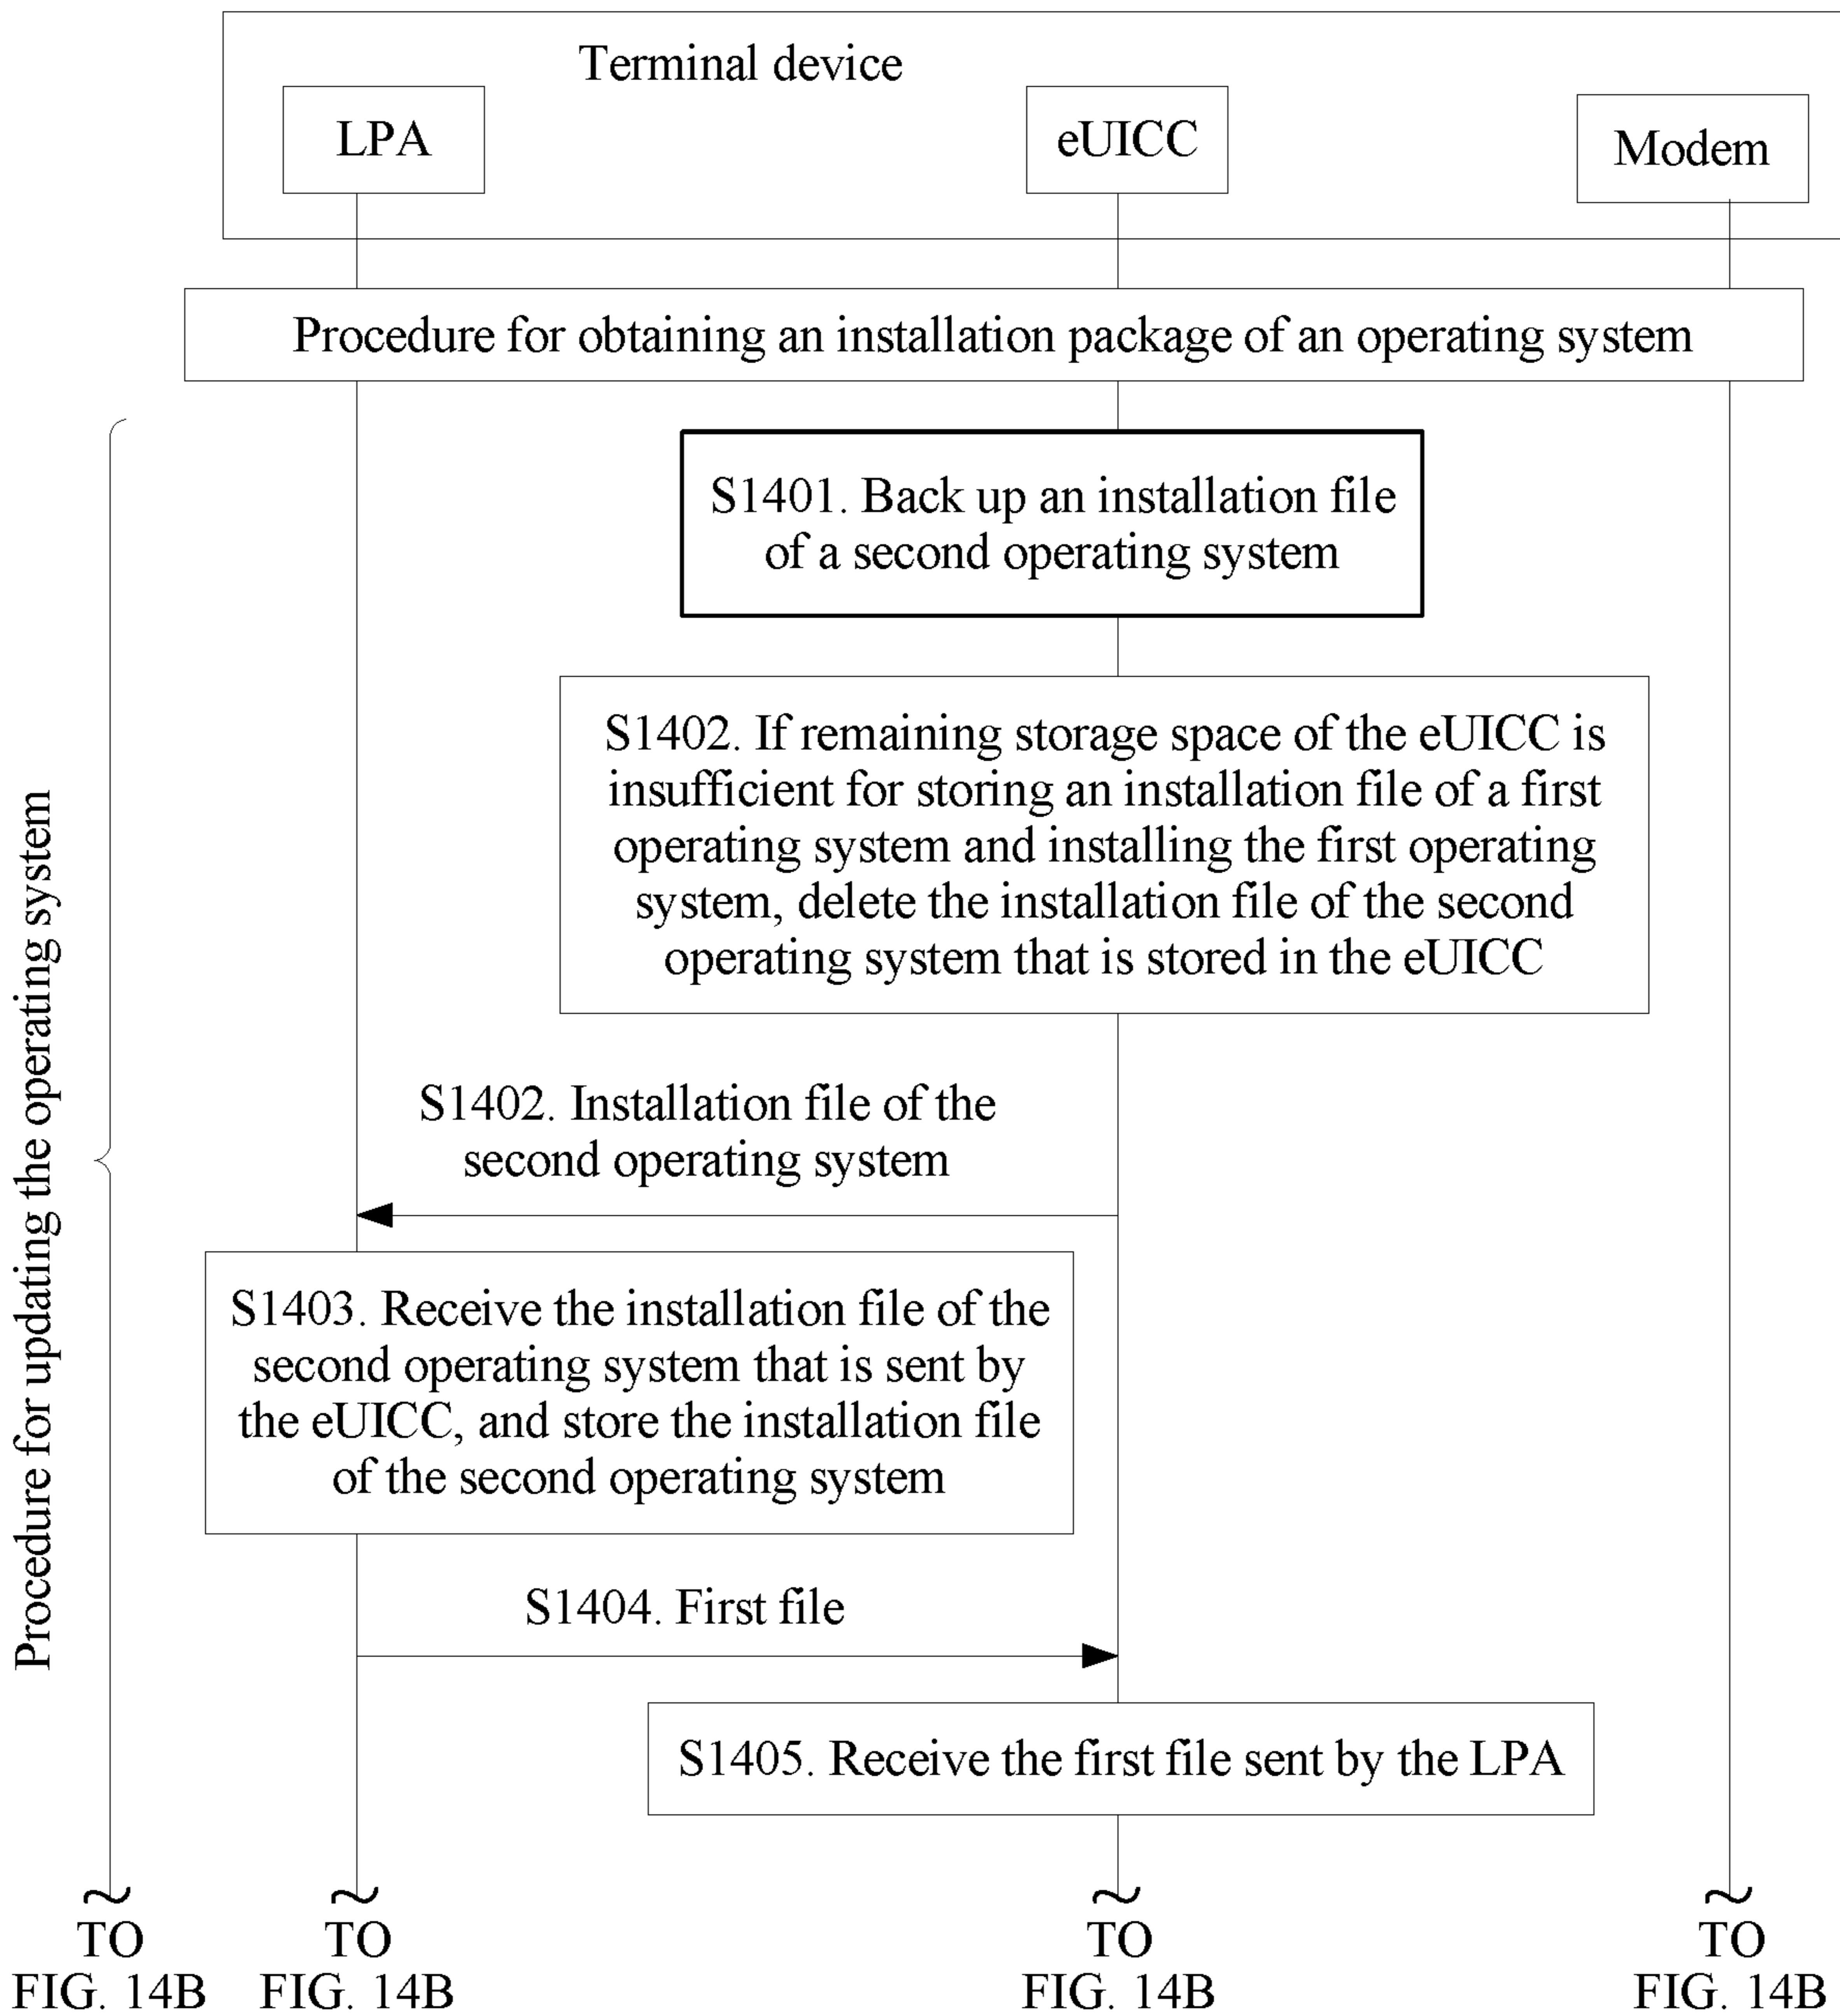 Terminal device
LPA
eUICC
Modem
Procedure for obtaining an installation package of an operating system
Procedure for updating the operating system
S1401. Back up an installation file
of a second operating system
S1402. If remaining storage space of the eUICC is
insufficient for storing an installation file of a first
operating system and installing the first operating
system, delete the installation file of the second
operating system that is stored in the eUICC
S1402. Installation file of the
second operating system
S1403. Receive the installation file of the
second operating system that is sent by
the eUICC, and store the installation file
of the second operating system
S1404. First file
S1405. Receive the first file sent by the LPA
TO
FIG. 14B
TO
FIG. 14B
TO
FIG. 14B
TO
FIG. 14B